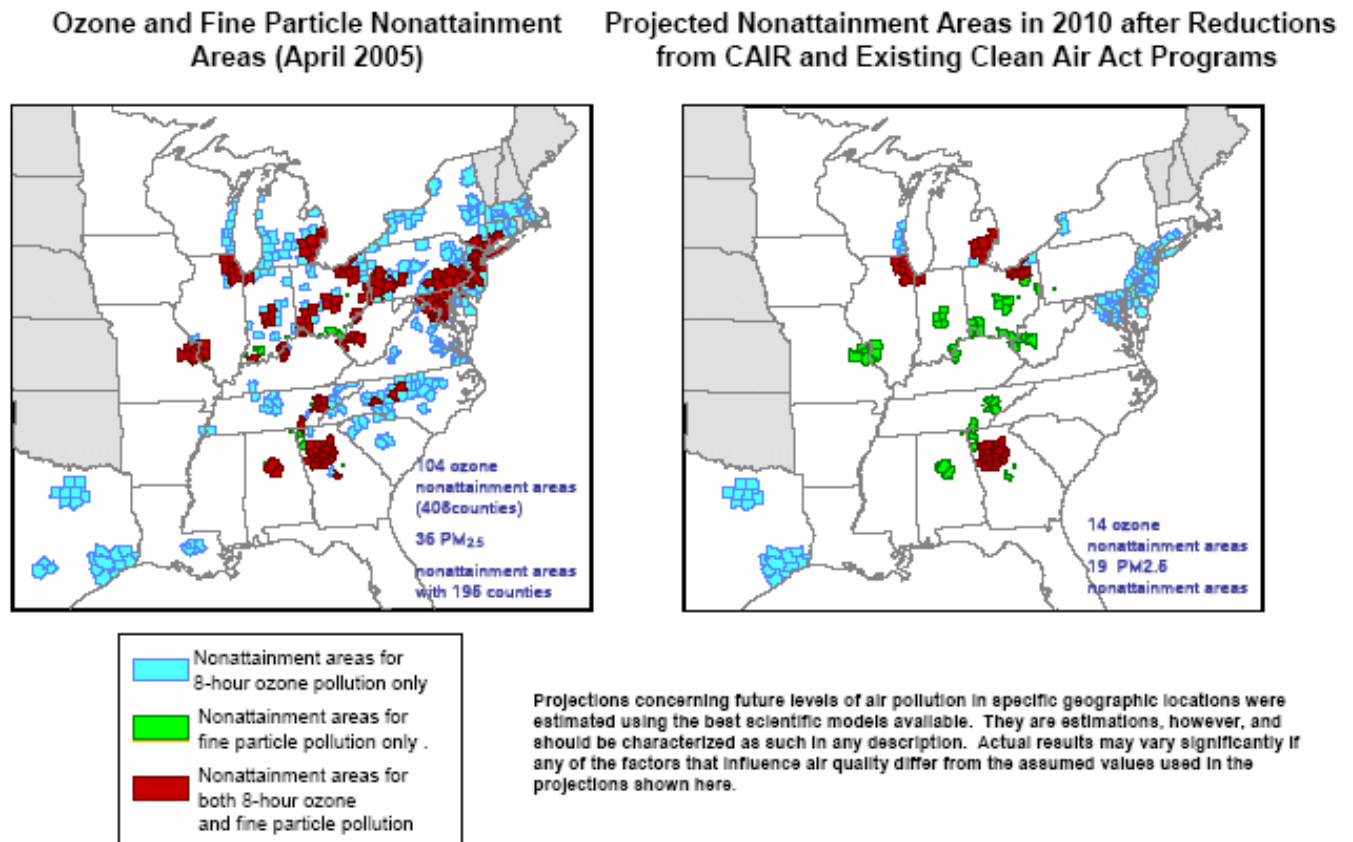 Ozone and Fine Particle Nonattainment
Areas (April 2005)
Projected Nonattainment Areas in 2010 after Reductions
from CAIR and Existing Clean Air Act Programs
104 ozone
nonattainment areas
(408counties)
36 PM2.5
nonattainment areas
with 195 counties
14 ozone
nonattainment areas
19 PM2.5
nonattainment areas
Nonattainment areas for
8-hour ozone pollution only
Nonattainment areas for
fine particle pollution only .
Nonattainment areas for
both 8-hour ozone
and fine particle pollution
Projections concerning future levels of air pollution in specific geographic locations were
estimated using the best scientific models available. They are estimations, however, and
should be characterized as such in any description. Actual results may vary significantly if
any of the factors that influence air quality differ from the assumed values used in the
projections shown here.